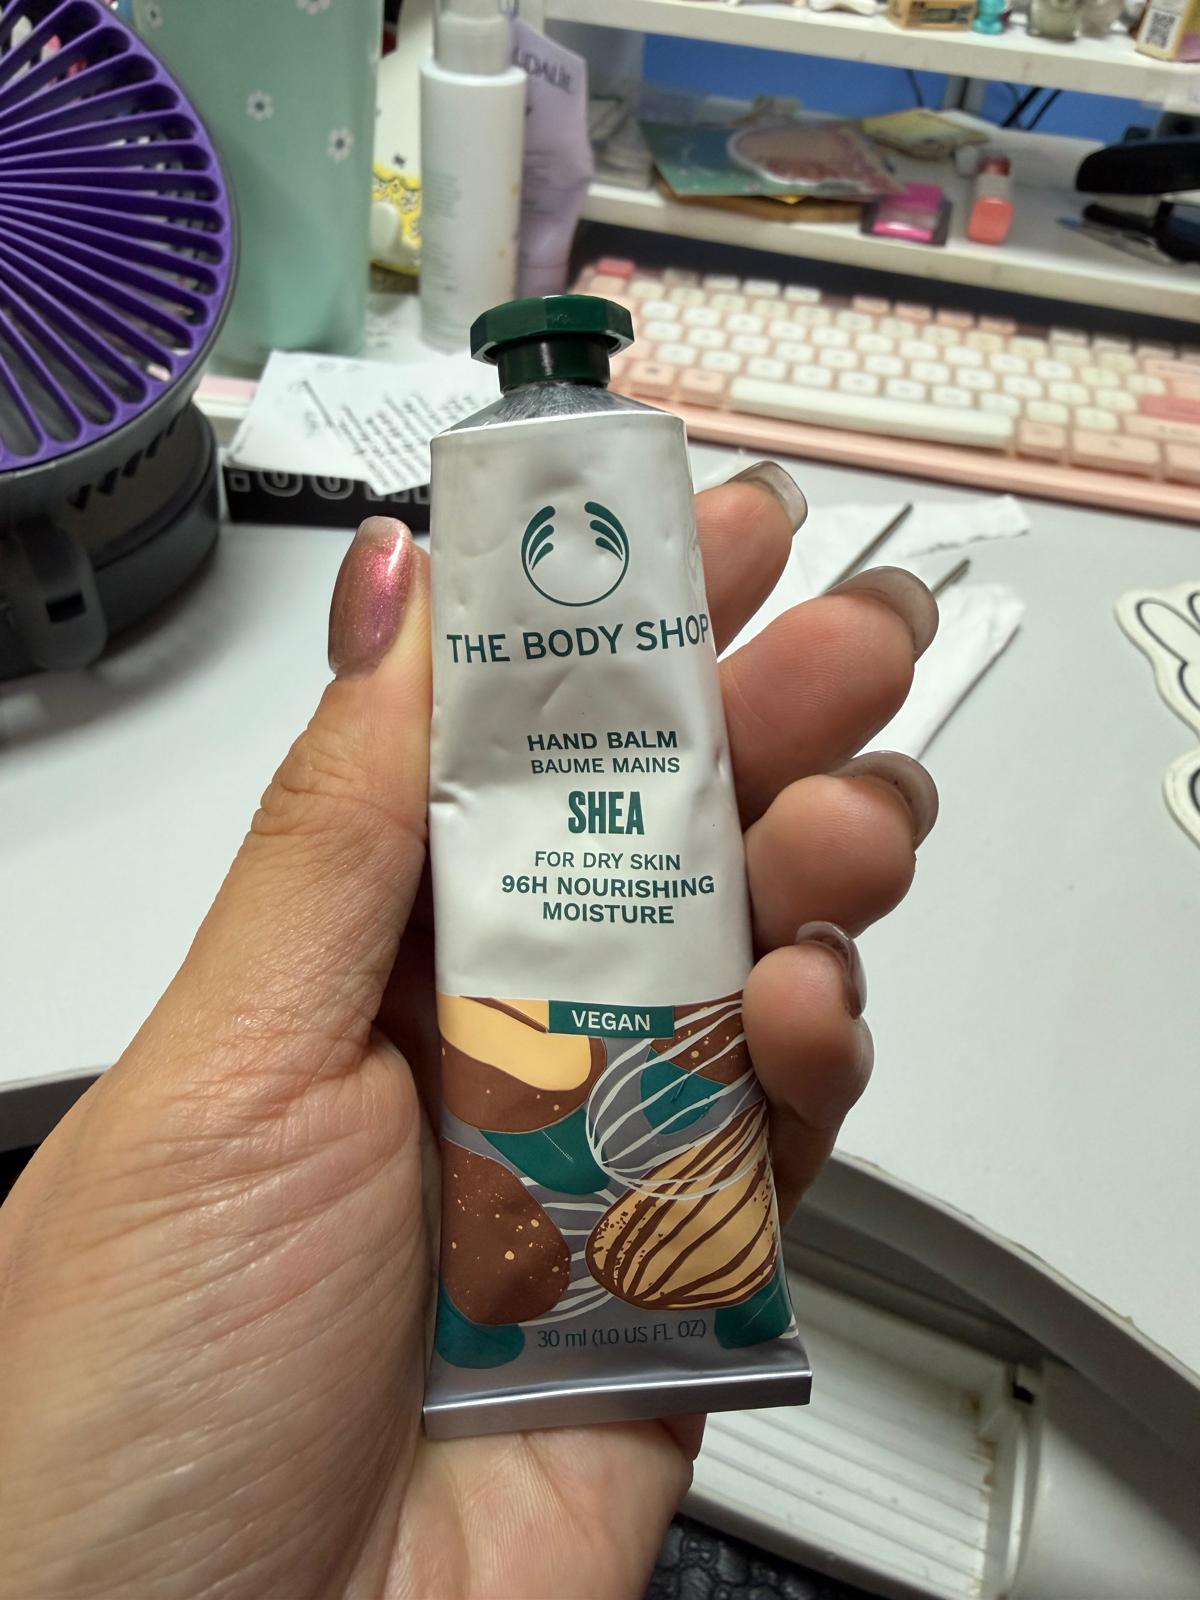 THE BODY SHOP
HAND BALM
BAUME MAINS
SHEA
FOR DRY SKIN
96H NOURISHING
MOISTURE
VEGAN
30 ml (1.0 US FL OZ)